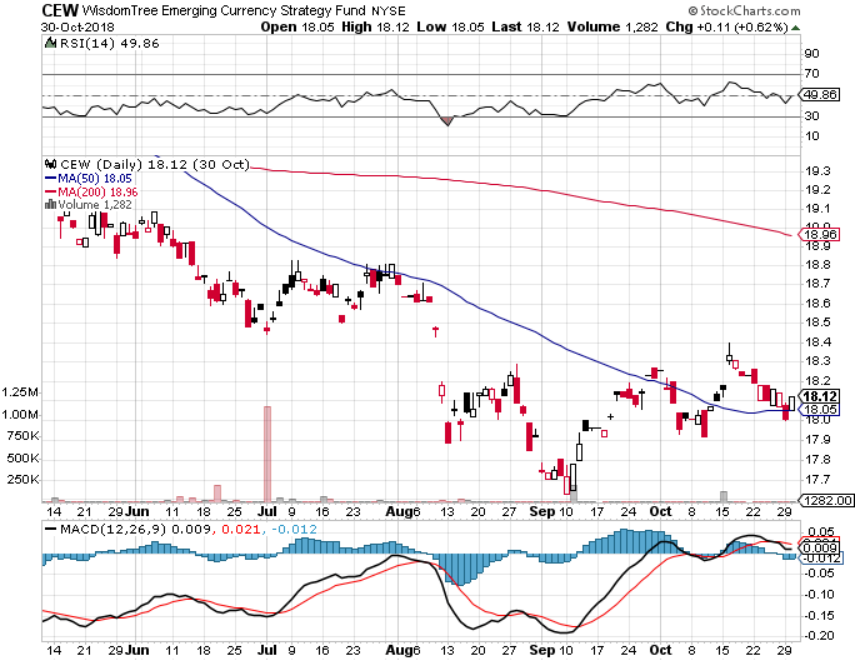 CEW WisdomTree Emerging Currency Strategy Fund NYSE © StockCharts.com
30-Oct-2018 Open 18.05 High 18.12 Low 18.05 Last 18.12 Volume 1,282 Chg +0.11 (+0.62%)
RSI(14) 49.86
90
70
49.86
30
10
CEW (Daily) 18.12 (30 Oct)
MA(50) 18.05
MA(200) 18.96
Volume 1,282
19.3
19.2
19.1
18.96
18.9
18.8
18.7
18.6
18.5
18.4
18.3
18.2
18.12
18.05
18.0
17.9
17.8
17.7
1282.00
1.25M
1.00M
750K
500K
250K
14 21 29 Jun 11 18 25 Jul 9 16 23 Aug 6 13 20 27 Sep 10 17 24 Oct 8 15 22 29
MACD(12,26,9) 0.009, 0.021, -0.012
0.05
0.009
-0.012
-0.05
-0.10
-0.15
-0.20
14 21 29 Jun 11 18 25 Jul 9 16 23 Aug 6 13 20 27 Sep 10 17 24 Oct 8 15 22 29